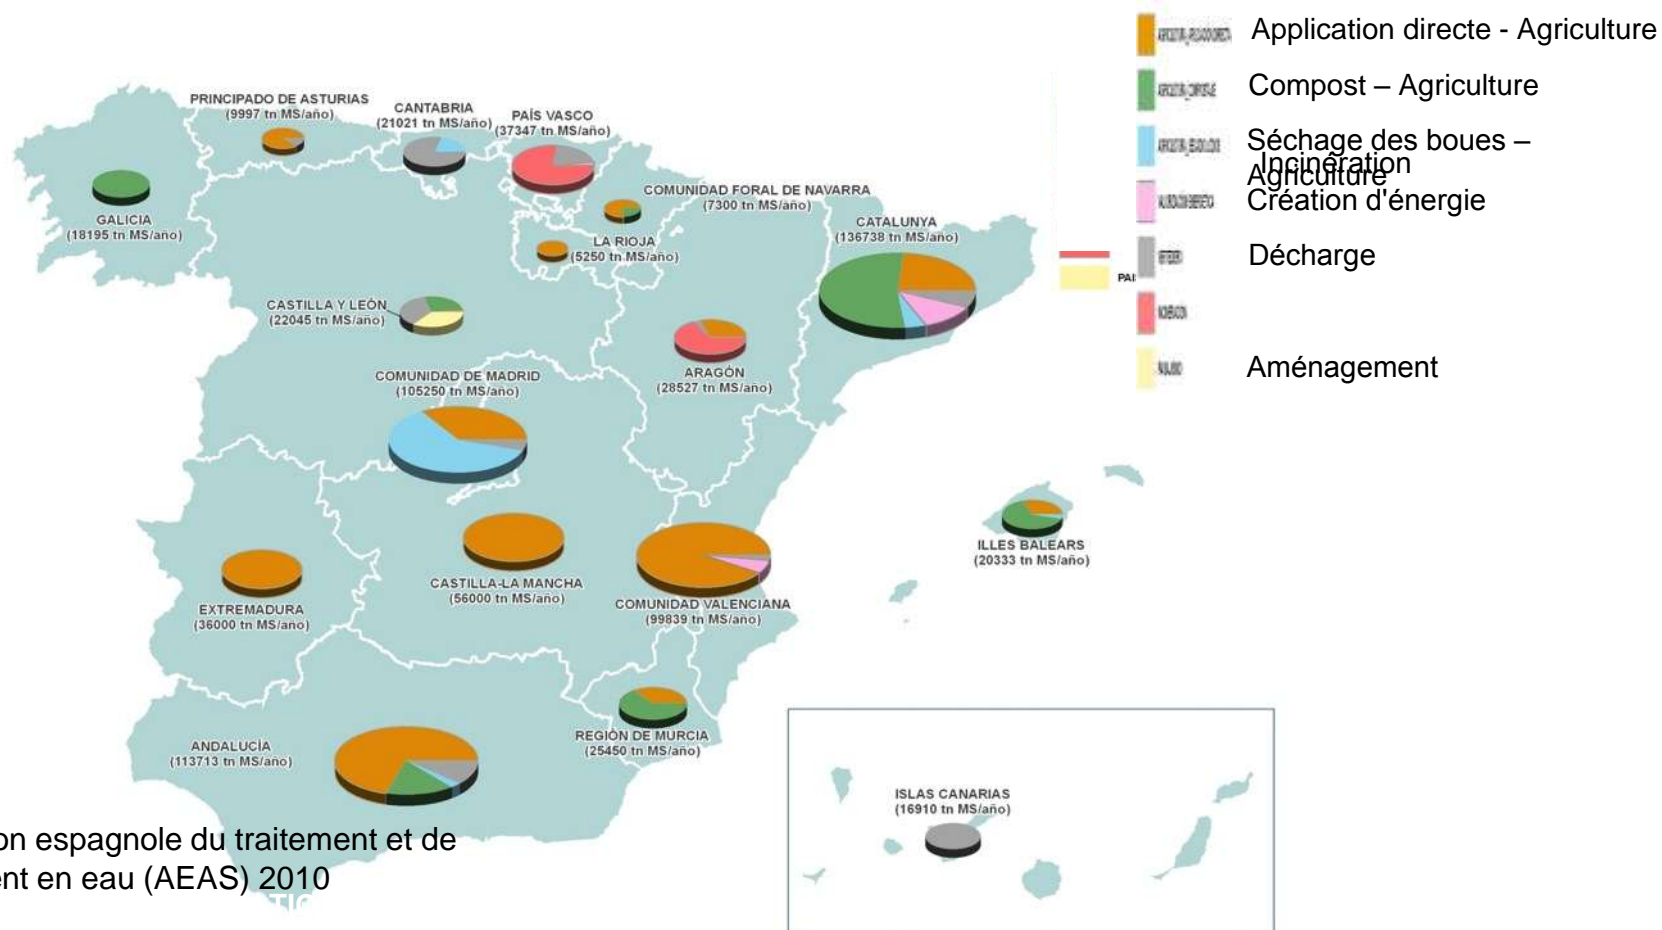 Application directe - Agriculture
Compost – Agriculture
Séchage des boues –
Agriculture
Incinération
Création d'énergie
Décharge
Aménagement
PRINCIPADO DE ASTURIAS
(9997 tn MS/año)
CANTABRIA
(21021 tn MS/año)
PAÍS VASCO
(37347 tn MS/año)
COMUNIDAD FORAL DE NAVARRA
(7300 tn MS/año)
GALICIA
(18195 tn MS/año)
LA RIOJA
(5250 tn MS/año)
CATALUNYA
(136738 tn MS/año)
PAI
CASTILLA Y LEÓN
(22045 tn MS/año)
ARAGÓN
(28527 tn MS/año)
COMUNIDAD DE MADRID
(105250 tn MS/año)
ILLES BALEARS
(20333 tn MS/año)
CASTILLA-LA MANCHA
(56000 tn MS/año)
COMUNIDAD VALENCIANA
(99839 tn MS/año)
EXTREMADURA
(36000 tn MS/año)
REGIÓN DE MURCIA
(25450 tn MS/año)
ANDALUCÍA
(113713 tn MS/año)
ISLAS CANARIAS
(16910 tn MS/año)
on espagnole du traitement et de
ent en eau (AEAS) 2010